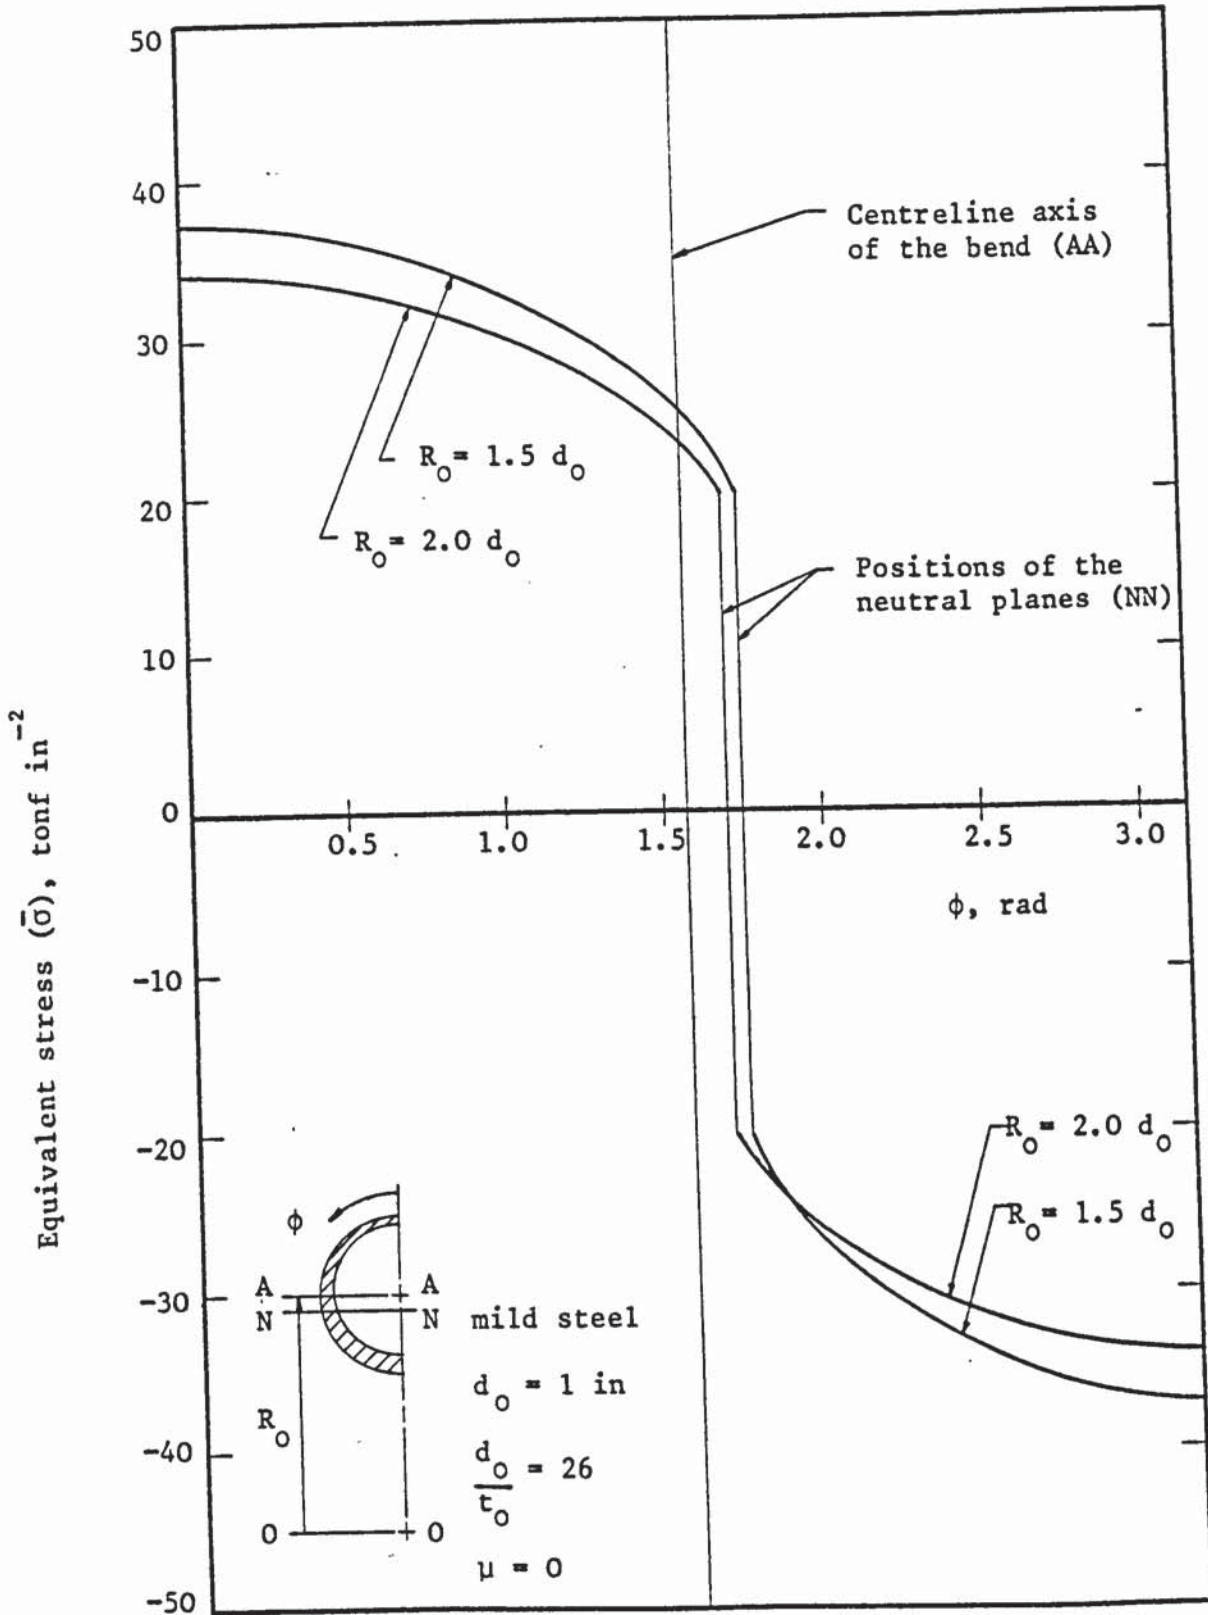 50
40
30
20
10
0
-10
-20
-30
-40
-50
Equivalent stress (σ̄), tonf in⁻²
0.5
1.0
1.5
2.0
2.5
3.0
φ, rad
Centreline axis
of the bend (AA)
R₀= 1.5 d₀
R₀= 2.0 d₀
Positions of the
neutral planes (NN)
R₀= 2.0 d₀
R₀= 1.5 d₀
φ
A
A
N
N
R₀
O
O
mild steel
d₀ = 1 in
d₀/t₀ = 26
μ = 0